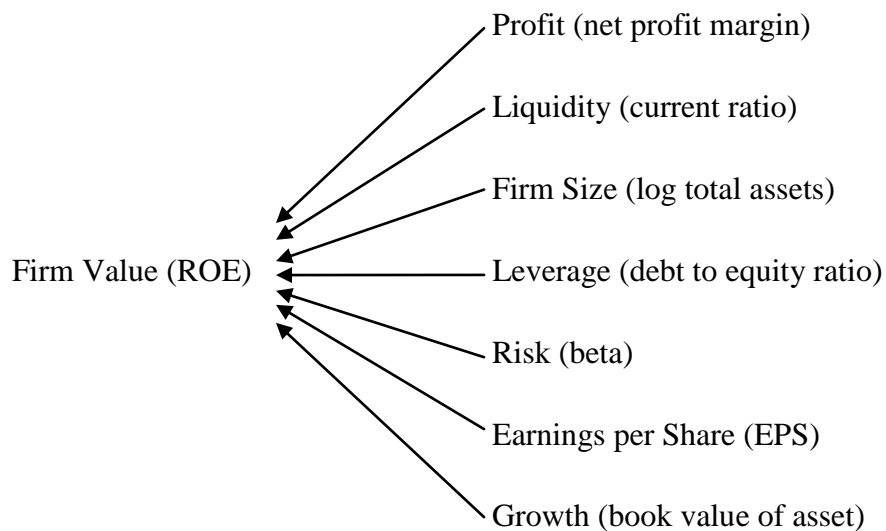 Profit (net profit margin)
Liquidity (current ratio)
Firm Size (log total assets)
Firm Value (ROE)
Leverage (debt to equity ratio)
Risk (beta)
Earnings per Share (EPS)
Growth (book value of asset)